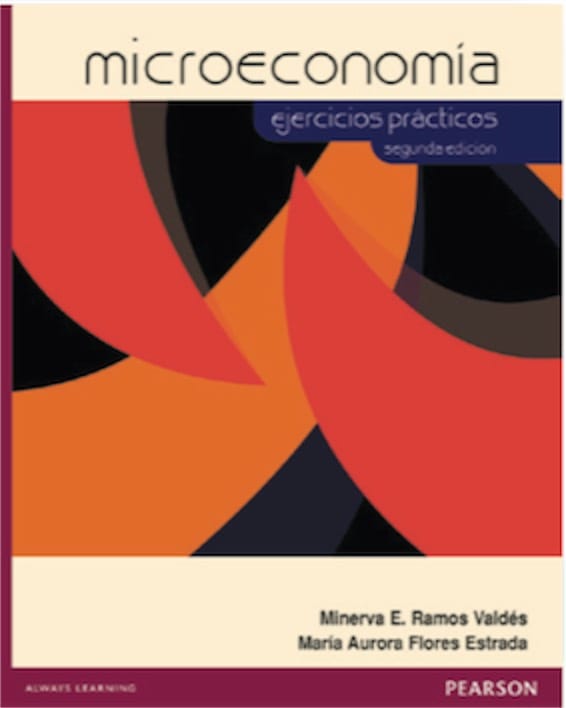 microeconomía
ejercicios prácticos
segunda edición
Minerva E. Ramos Valdés
María Aurora Flores Estrada
ALWAYS LEARNING
PEARSON